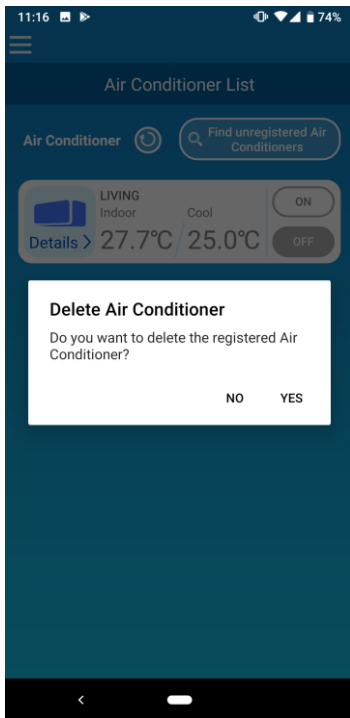 11:16 74%
Air Conditioner List
Air Conditioner
Find unregistered Air
Conditioners
LIVING
Indoor Cool
ON
Details > 27.7°C 25.0°C
OFF
Delete Air Conditioner
Do you want to delete the registered Air
Conditioner?
NO YES